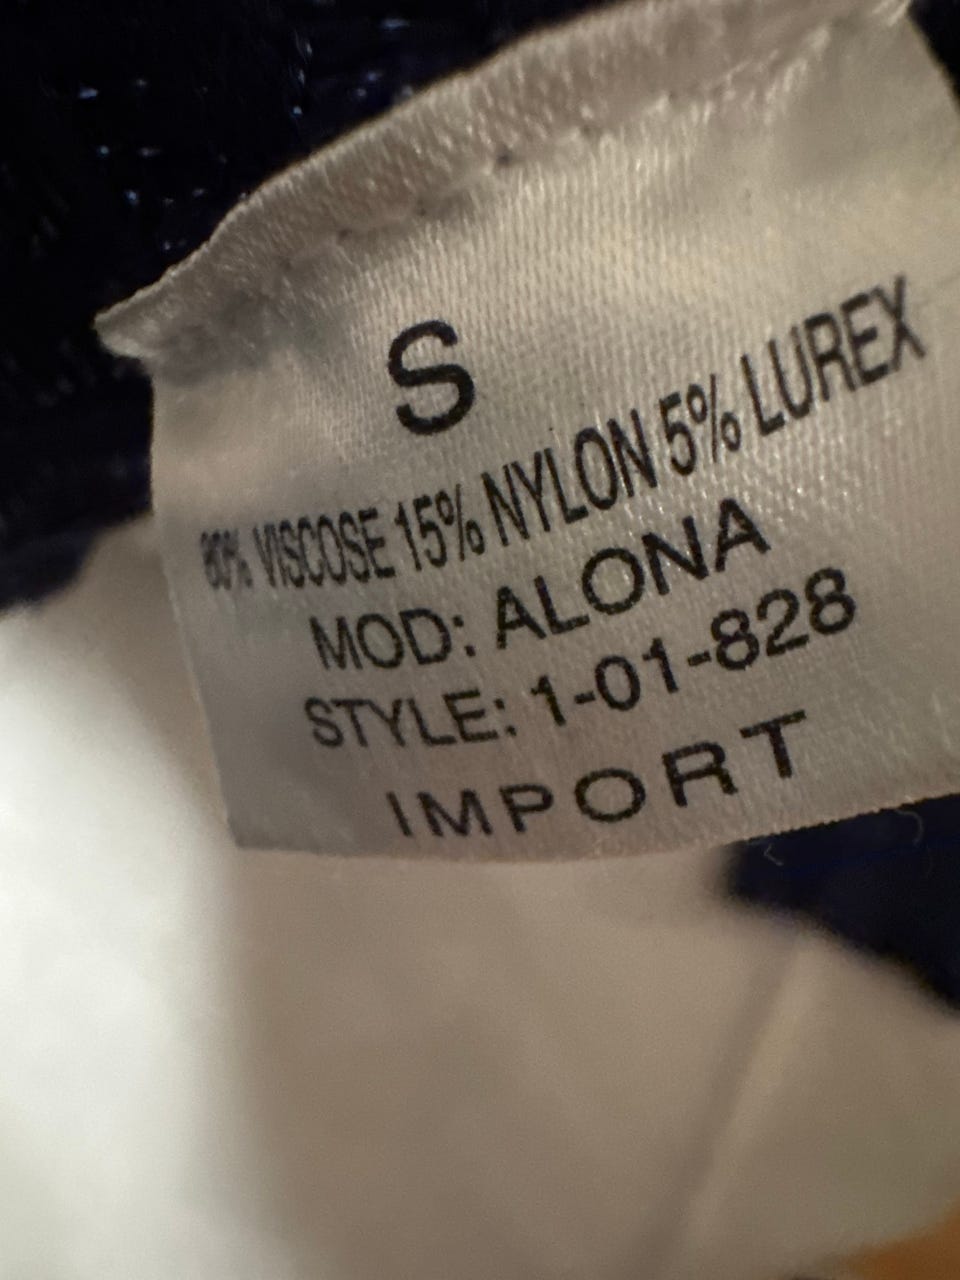 S
80% VISCOSE 15% NYLON 5% LUREX
MOD: ALONA
STYLE: 1-01-828
IMPORT